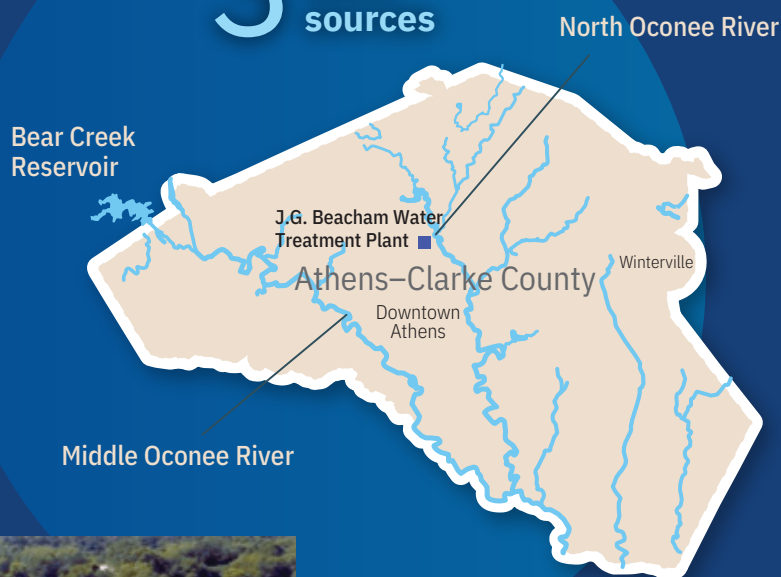 3
sources
North Oconee River
Bear Creek
Reservoir
J.G. Beacham Water
Treatment Plant
Athens–Clarke County
Winterville
Downtown
Athens
Middle Oconee River